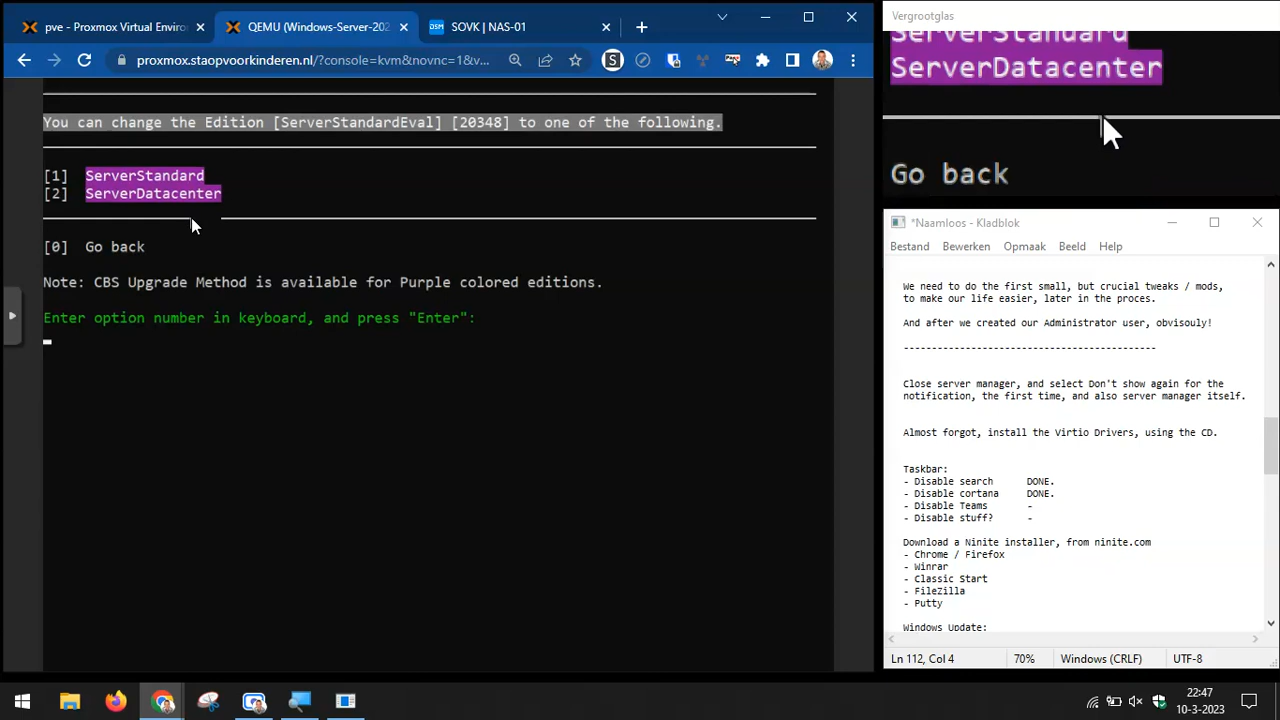 pve - Proxmox Virtual Enviro
QEMU (Windows-Server-202
SOVK | NAS-01
proxmox.staopvoorkinderen.nl/?console=kvm&novnc=1&v...
You can change the Edition [ServerStandardEval] [20348] to one of the following.
[1] ServerStandard
[2] ServerDatacenter
[0] Go back
Note: CBS Upgrade Method is available for Purple colored editions.
Enter option number in keyboard, and press "Enter":
Vergrootglas
ServerStandard
ServerDatacenter
Go back
*Naamloos - Kladblok
Bestand Bewerken Opmaak Beeld Help
We need to do the first small, but crucial tweaks / mods,
to make our life easier, later in the proces.
And after we created our Administrator user, obvisouly!
---------------------------------------------
Close server manager, and select Don't show again for the
notification, the first time, and also server manager itself.
Almost forgot, install the Virtio Drivers, using the CD.
Taskbar:
- Disable search DONE.
- Disable cortana DONE.
- Disable Teams -
- Disable stuff? -
Download a Ninite installer, from ninite.com
- Chrome / Firefox
- Winrar
- Classic Start
- FileZilla
- Putty
Windows Update:
Ln 112, Col 4 70% Windows (CRLF) UTF-8
22:47
10-3-2023